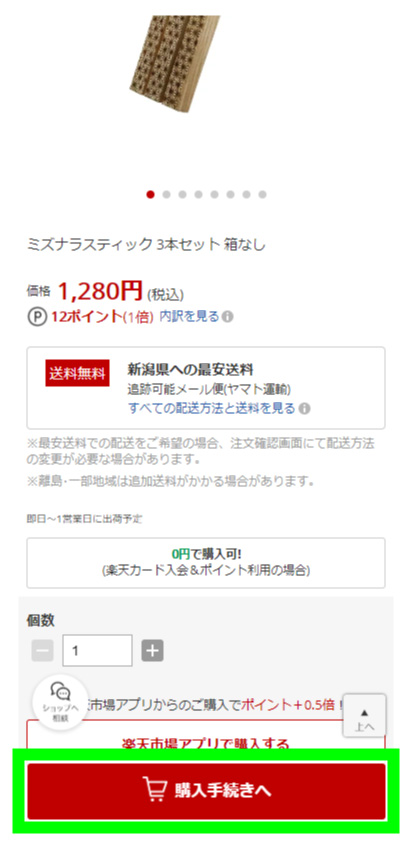 ミズナラスティック 3本セット 箱なし
価格 1,280円 (税込)
P 12ポイント(1倍) 内訳を見る i
送料無料
新潟県への最安送料
追跡可能メール便(ヤマト運輸)
すべての配送方法と送料を見る i
※最安送料での配送をご希望の場合、注文確認画面にて配送方法
の変更が必要な場合があります。
※離島・一部地域は追加送料がかかる場合があります。
即日～1営業日に出荷予定
0円で購入可!
(楽天カード入会&ポイント利用の場合)
個数
1
市場アプリからのご購入でポイント+0.5倍!
ショップへ
相談
上へ
楽天市場アプリで購入する
購入手続きへ